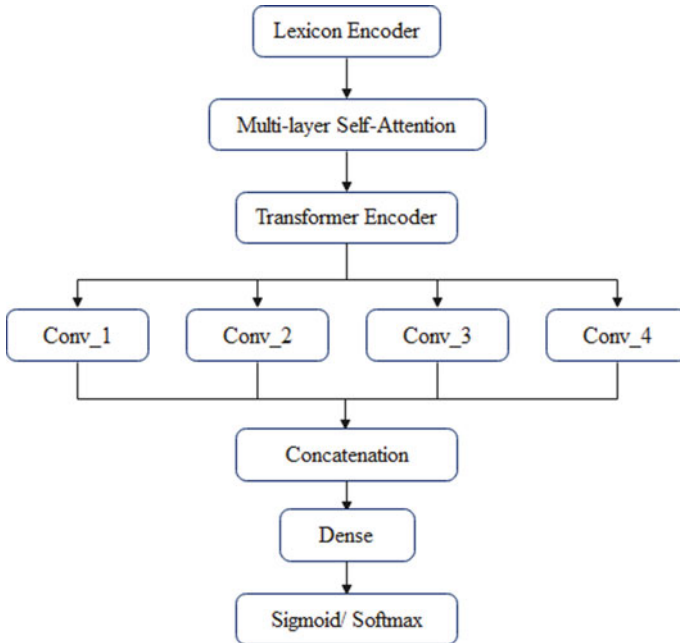 Lexicon Encoder
Multi-layer Self-Attention
Transformer Encoder
Conv_1
Conv_2
Conv_3
Conv_4
Concatenation
Dense
Sigmoid/ Softmax